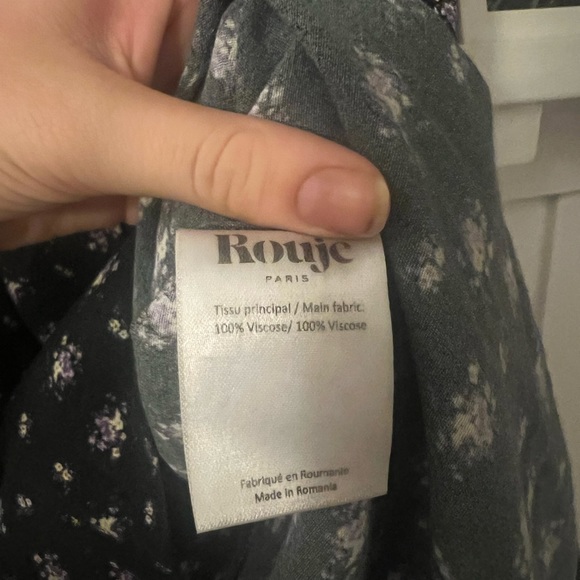 Rouje
PARIS
Tissu principal / Main fabric:
100% Viscose/ 100% Viscose
Fabriqué en Roumanie
Made in Romania